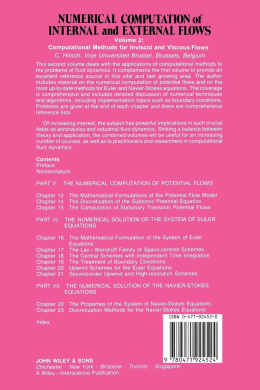 NUMERICAL COMPUTATION of
INTERNAL and EXTERNAL FLOWS
Volume 2:
Computational Methods for Inviscid and Viscous Flows
C. Hirsch, Vrije Universiteit Brussel, Brussels, Belgium
This second volume deals with the applications of computational methods to
the problems of fluid dynamics. It complements the first volume to provide an
excellent reference source in this vital and fast growing area. The author
includes material on the numerical computation of potential flows and on the
most up-to-date methods for Euler and Navier-Stokes equations. The coverage
is comprehensive and includes detailed discussion of numerical techniques
and algorithms, including implementation topics such as boundary conditions.
Problems are given at the end of each chapter and there are comprehensive
reference lists.
Of increasing interest, the subject has powerful implications in such crucial
fields as aeronautics and industrial fluid dynamics. Striking a balance between
theory and application, the combined volumes will be useful for an increasing
number of courses, as well as to practitioners and researchers in computational
fluid dynamics.
Contents
Preface
Nomenclature
PART V THE NUMERICAL COMPUTATION OF POTENTIAL FLOWS
Chapter 13 The Mathematical Formulations of the Potential Flow Model
Chapter 14 The Discretization of the Subsonic Potential Equation
Chapter 15 The Computation of Stationary Transonic Potential Flows
PART VI THE NUMERICAL SOLUTION OF THE SYSTEM OF EULER
EQUATIONS
Chapter 16 The Mathematical Formulation of the System of Euler
Equations
Chapter 17 The Lax - Wendroff Family of Space-centred Schemes
Chapter 18 The Central Schemes with Independent Time Integration
Chapter 19 The Treatment of Boundary Conditions
Chapter 20 Upwind Schemes for the Euler Equations
Chapter 21 Second-order Upwind and High-resolution Schemes
PART VII THE NUMERICAL SOLUTION OF THE NAVIER-STOKES
EQUATIONS
Chapter 22 The Properties of the System of Navier-Stokes Equations
Chapter 23 Discretization Methods for the Navier-Stokes Equations
Index
ISBN 0-471-92452-0
9 780471 924524
JOHN WILEY & SONS
Chichester · New York · Brisbane · Toronto · Singapore
A Wiley - Interscience Publication